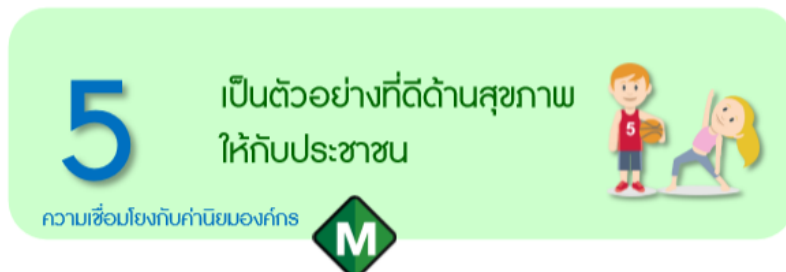 5
เป็นตัวอย่างที่ดีด้านสุขภาพ
ให้กับประชาชน
5
ความเชื่อมโยงกับค่านิยมองค์กร
M